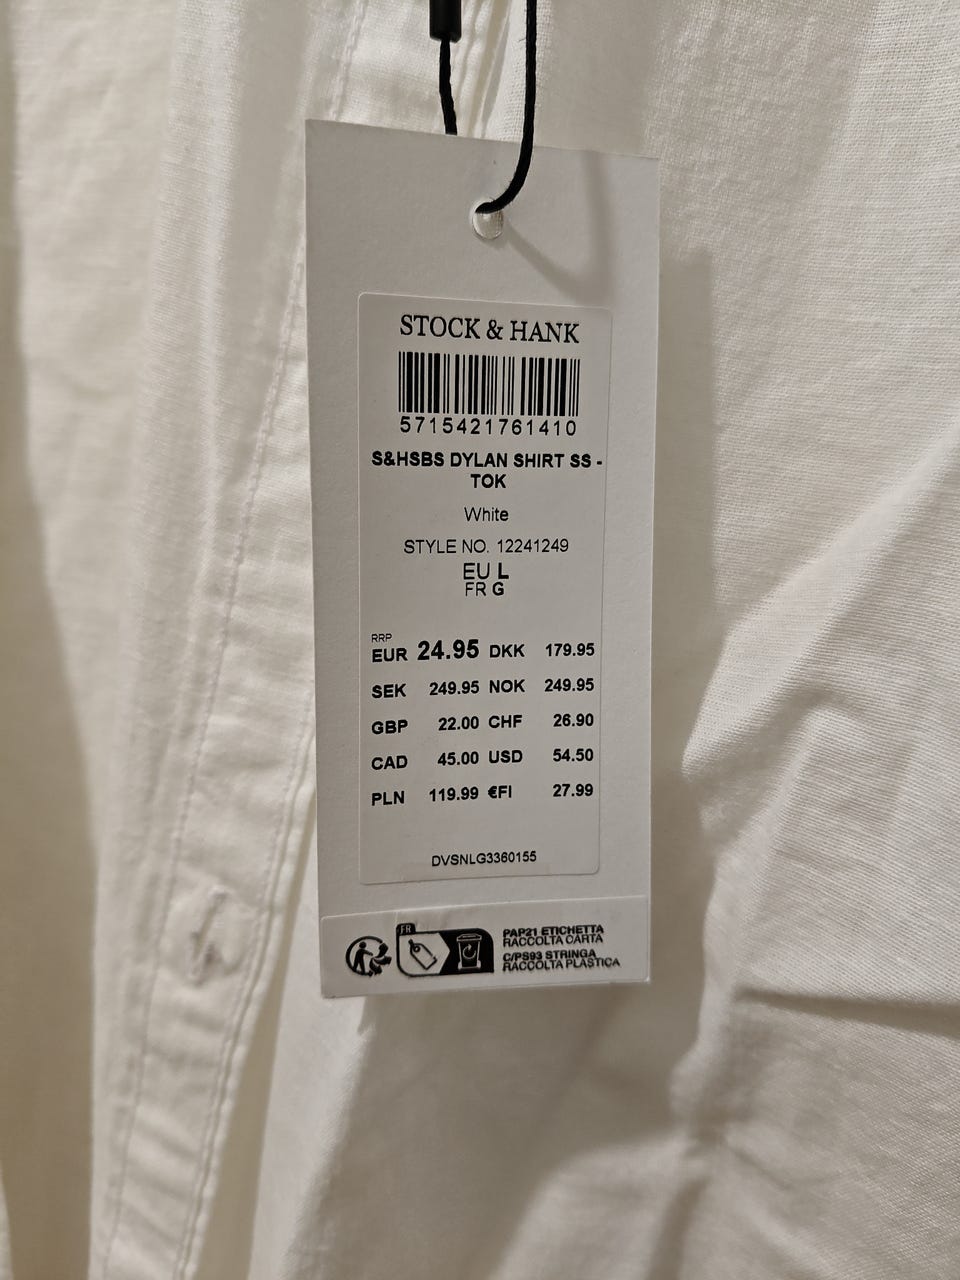 STOCK & HANK
5715421761410
S&HSBS DYLAN SHIRT SS -
TOK
White
STYLE NO. 12241249
EU L
FR G
RRP
EUR 24.95 DKK 179.95
SEK 249.95 NOK 249.95
GBP 22.00 CHF 26.90
CAD 45.00 USD 54.50
PLN 119.99 €FI 27.99
DVSNLG3360155
FR
PAP21 ETICHETTA
RACCOLTA CARTA
C/PS93 STRINGA
RACCOLTA PLASTICA